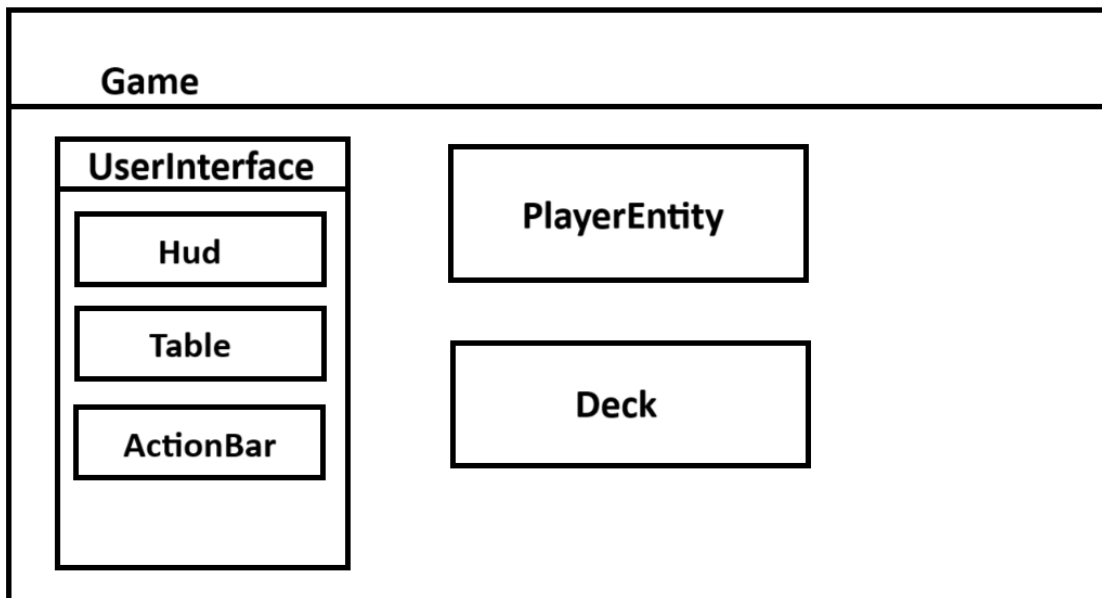 Game
UserInterface
Hud
Table
ActionBar
PlayerEntity
Deck